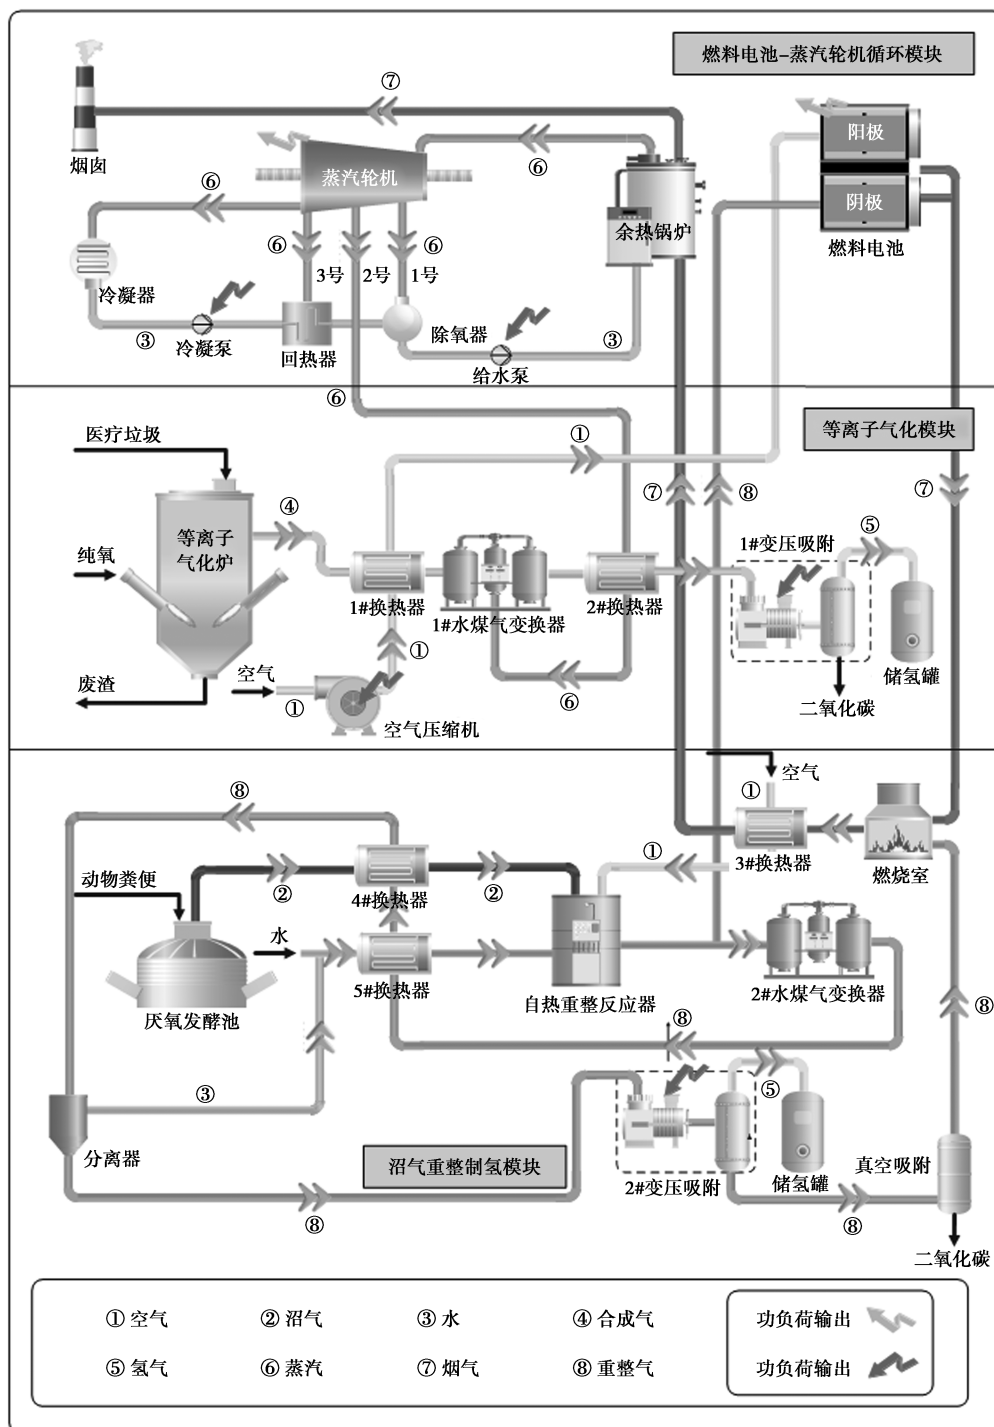 燃料电池-蒸汽轮机循环模块
⑦
阳极
烟囱
⑥
蒸汽轮机
⑥
阴极
余热锅炉
⑥
⑥
燃料电池
3号
2号
1号
冷凝器
③
冷凝泵
回热器
除氧器
③
给水泵
⑥
医疗垃圾
①
等离子气化模块
④
⑦
⑧
⑦
等离子
气化炉
⑤
1#变压吸附
纯氧
1#换热器
1#水煤气变换器
2#换热器
①
废渣
空气
①
⑥
储氢罐
二氧化碳
空气压缩机
空气
⑧
①
①
3#换热器
燃烧室
动物粪便
②
4#换热器
②
水
5#换热器
自热重整反应器
2#水煤气变换器
⑧
厌氧发酵池
⑧
③
⑤
分离器
沼气重整制氢模块
2#变压吸附
储氢罐
真空吸附
⑧
⑧
二氧化碳
① 空气
② 沼气
③ 水
④ 合成气
功负荷输出
⑤ 氢气
⑥ 蒸汽
⑦ 烟气
⑧ 重整气
功负荷输出